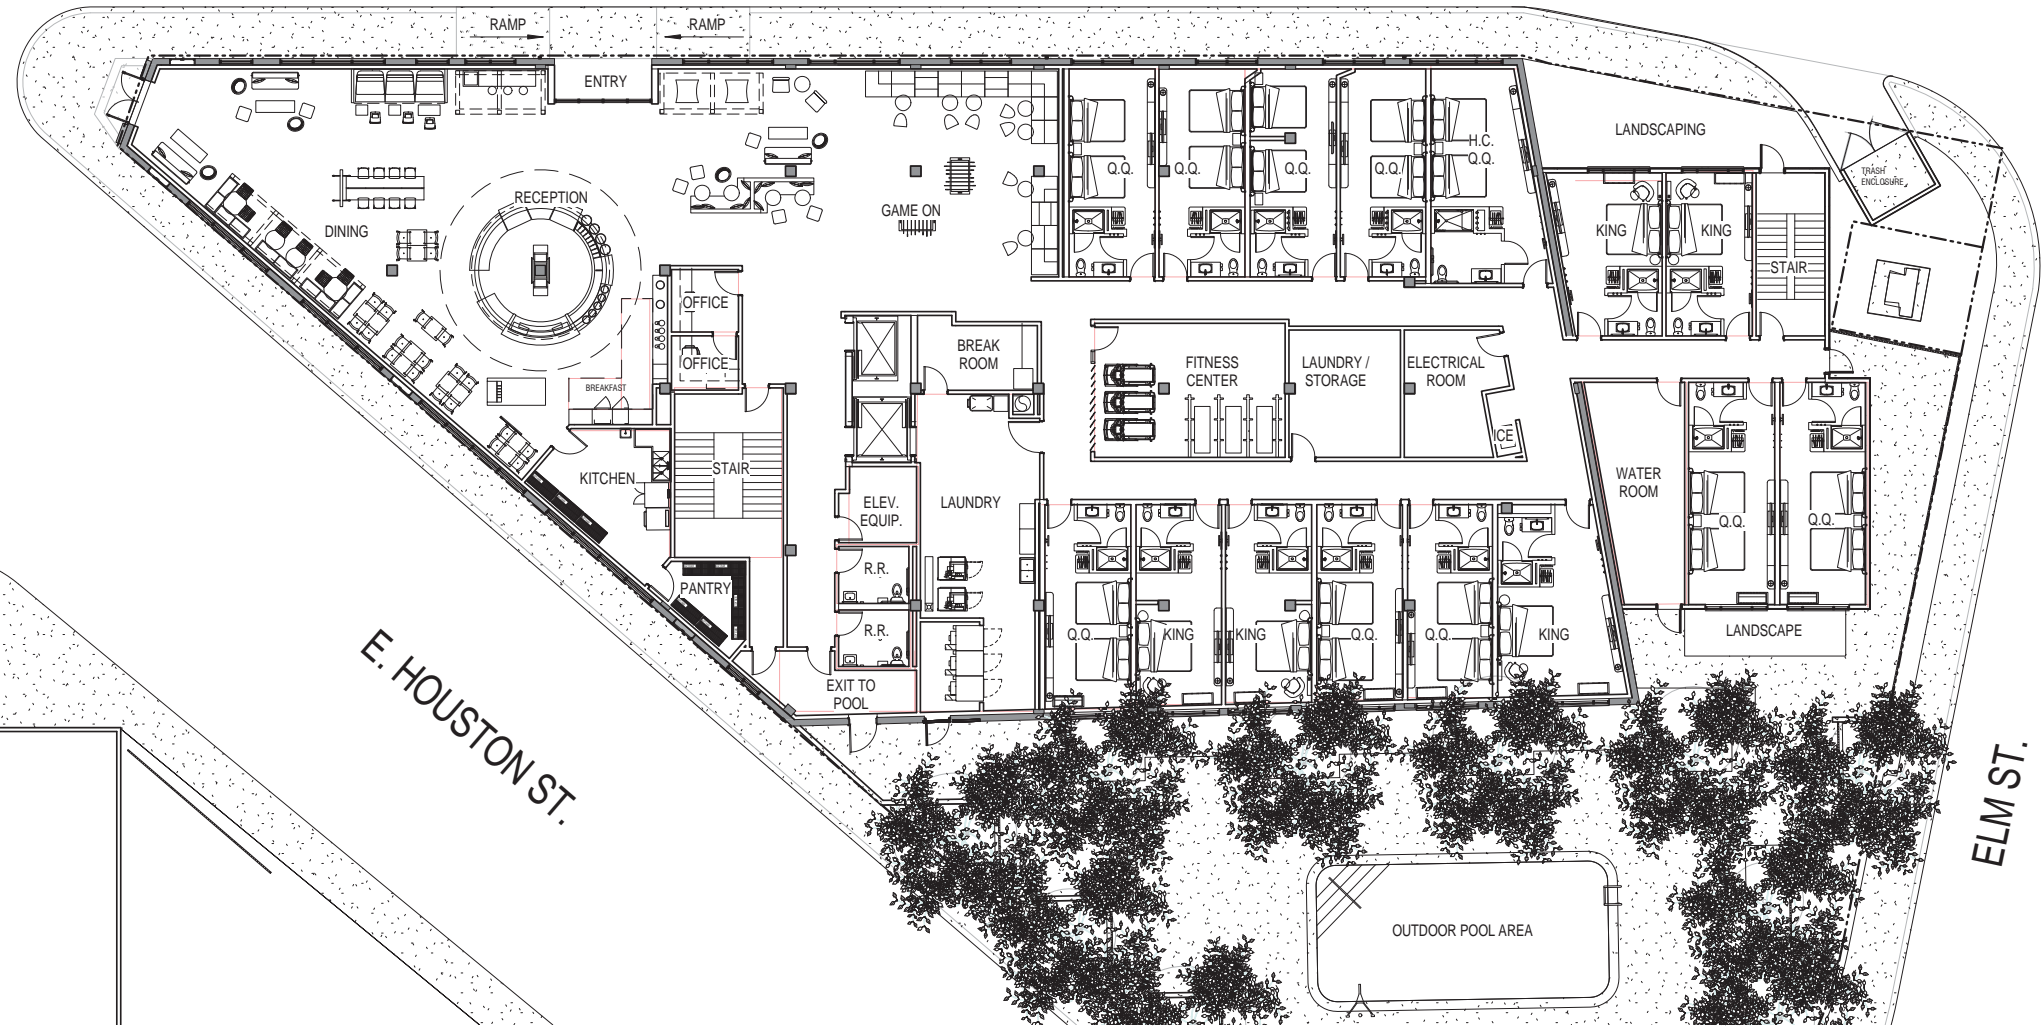 RAMP
RAMP
ENTRY
LANDSCAPING
H.C.
Q.Q.
Q.Q.
Q.Q.
Q.Q.
Q.Q.
TRASH
ENCLOSURE
RECEPTION
GAME ON
DINING
KING
KING
STAIR
OFFICE
OFFICE
BREAK
ROOM
FITNESS
CENTER
LAUNDRY /
STORAGE
ELECTRICAL
ROOM
BREAKFAST
ICE
STAIR
KITCHEN
ELEV.
EQUIP.
LAUNDRY
WATER
ROOM
Q.Q.
Q.Q.
R.R.
PANTRY
R.R.
Q.Q.
KING
KING
Q.Q.
Q.Q.
KING
LANDSCAPE
EXIT TO
POOL
E. HOUSTON ST.
ELM ST.
OUTDOOR POOL AREA